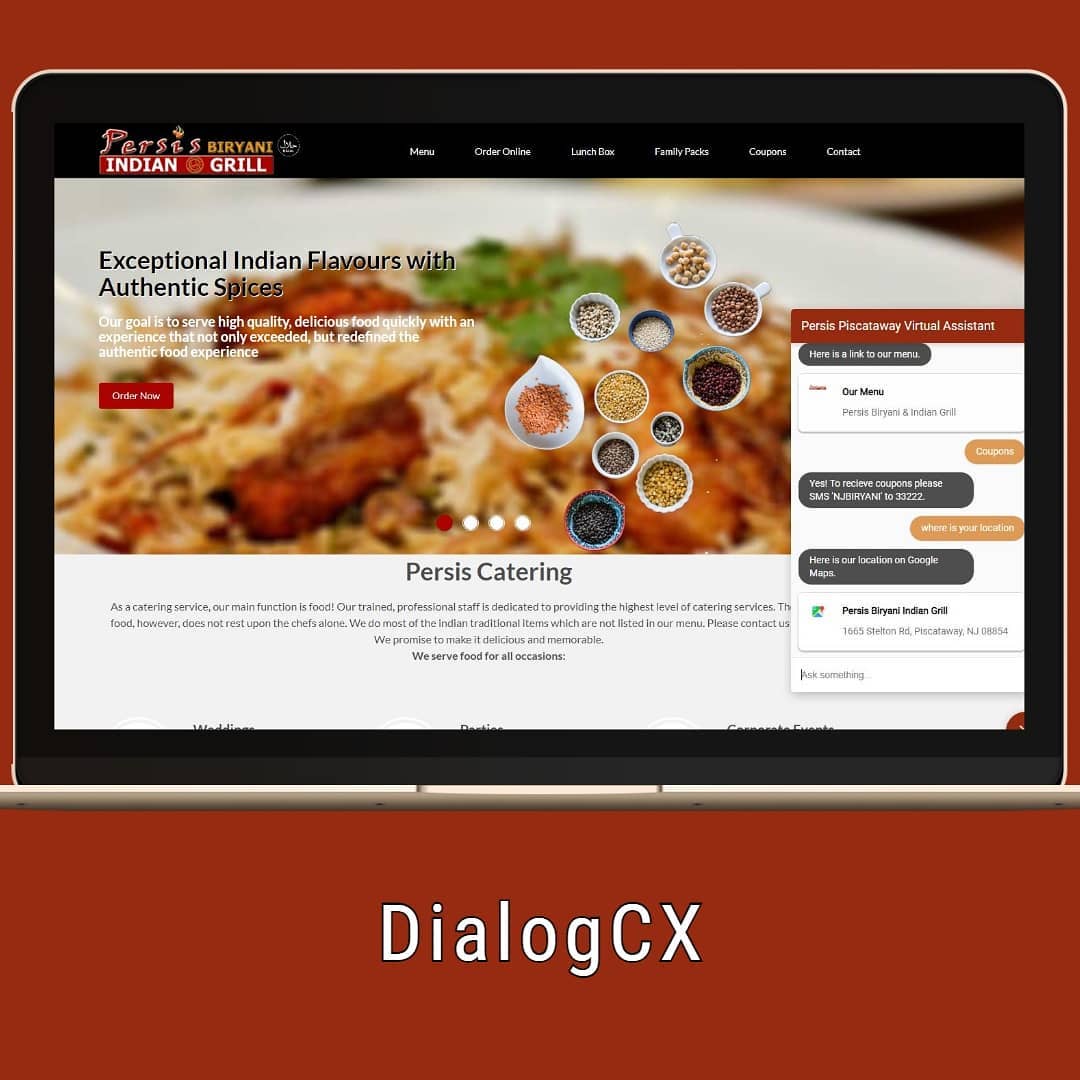 Persis BIRYANI
INDIAN GRILL
Menu
Order Online
Lunch Box
Family Packs
Coupons
Contact
Exceptional Indian Flavours with
Authentic Spices
Our goal is to serve high quality, delicious food quickly with an
experience that not only exceeded, but redefined the
authentic food experience
Order Now
Persis Catering
As a catering service, our main function is food! Our trained, professional staff is dedicated to providing the highest level of catering services. The
food, however, does not rest upon the chefs alone. We do most of the indian traditional items which are not listed in our menu. Please contact us
We promise to make it delicious and memorable.
We serve food for all occasions:
Weddings
Parties
Corporate Events
Persis Piscataway Virtual Assistant
Here is a link to our menu.
Our Menu
Persis Biryani & Indian Grill
Coupons
Yes! To recieve coupons please
SMS 'NJBIRYANI' to 33222.
where is your location
Here is our location on Google
Maps.
Persis Biryani Indian Grill
1665 Stelton Rd, Piscataway, NJ 08854
Ask something...
DialogCX